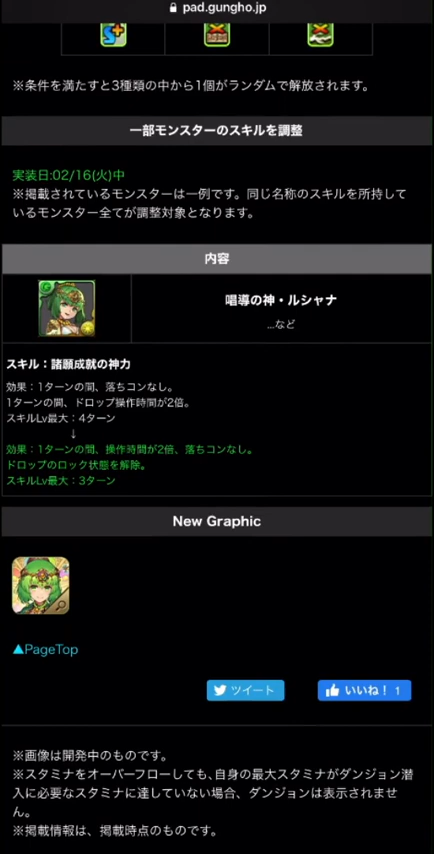 pad.gungho.jp
※条件を満たすと3種類の中から1個がランダムで解放されます。
一部モンスターのスキルを調整
実装日:02/16(火)中
※掲載されているモンスターは一例です。同じ名称のスキルを所持して
いるモンスター全てが調整対象となります。
内容
唱導の神・ルシャナ
...など
スキル：諸願成就の神力
効果：1ターンの間、落ちコンなし。
1ターンの間、ドロップ操作時間が2倍。
スキルLv最大：4ターン
↓
効果：1ターンの間、操作時間が2倍、落ちコンなし。
ドロップのロック状態を解除。
スキルLv最大：3ターン
New Graphic
▲PageTop
ツイート
いいね！ 1
※画像は開発中のものです。
※スタミナをオーバーフローしても、自身の最大スタミナがダンジョン潜
入に必要なスタミナに達していない場合、ダンジョンは表示されませ
ん。
※掲載情報は、掲載時点のものです。